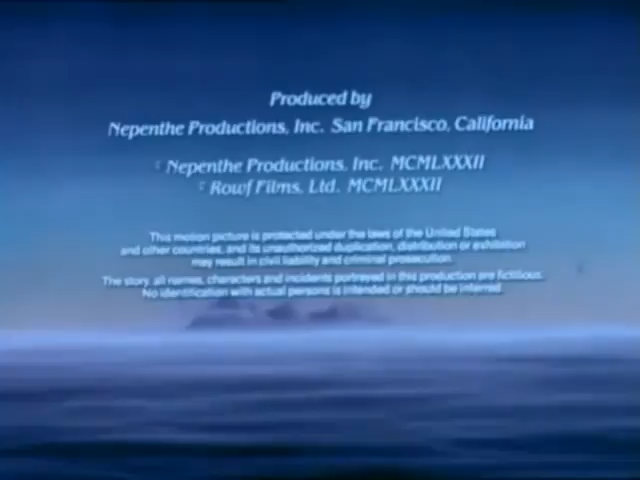 Produced by
Nepenthe Productions, Inc. San Francisco, California
© Nepenthe Productions, Inc. MCMLXXXII
© Rowf Films, Ltd. MCMLXXXII
This motion picture is protected under the laws of the United States
and other countries, and its unauthorized duplication, distribution or exhibition
may result in civil liability and criminal prosecution.
The story, all names, characters and incidents portrayed in this production are fictitious.
No identification with actual persons is intended or should be inferred.